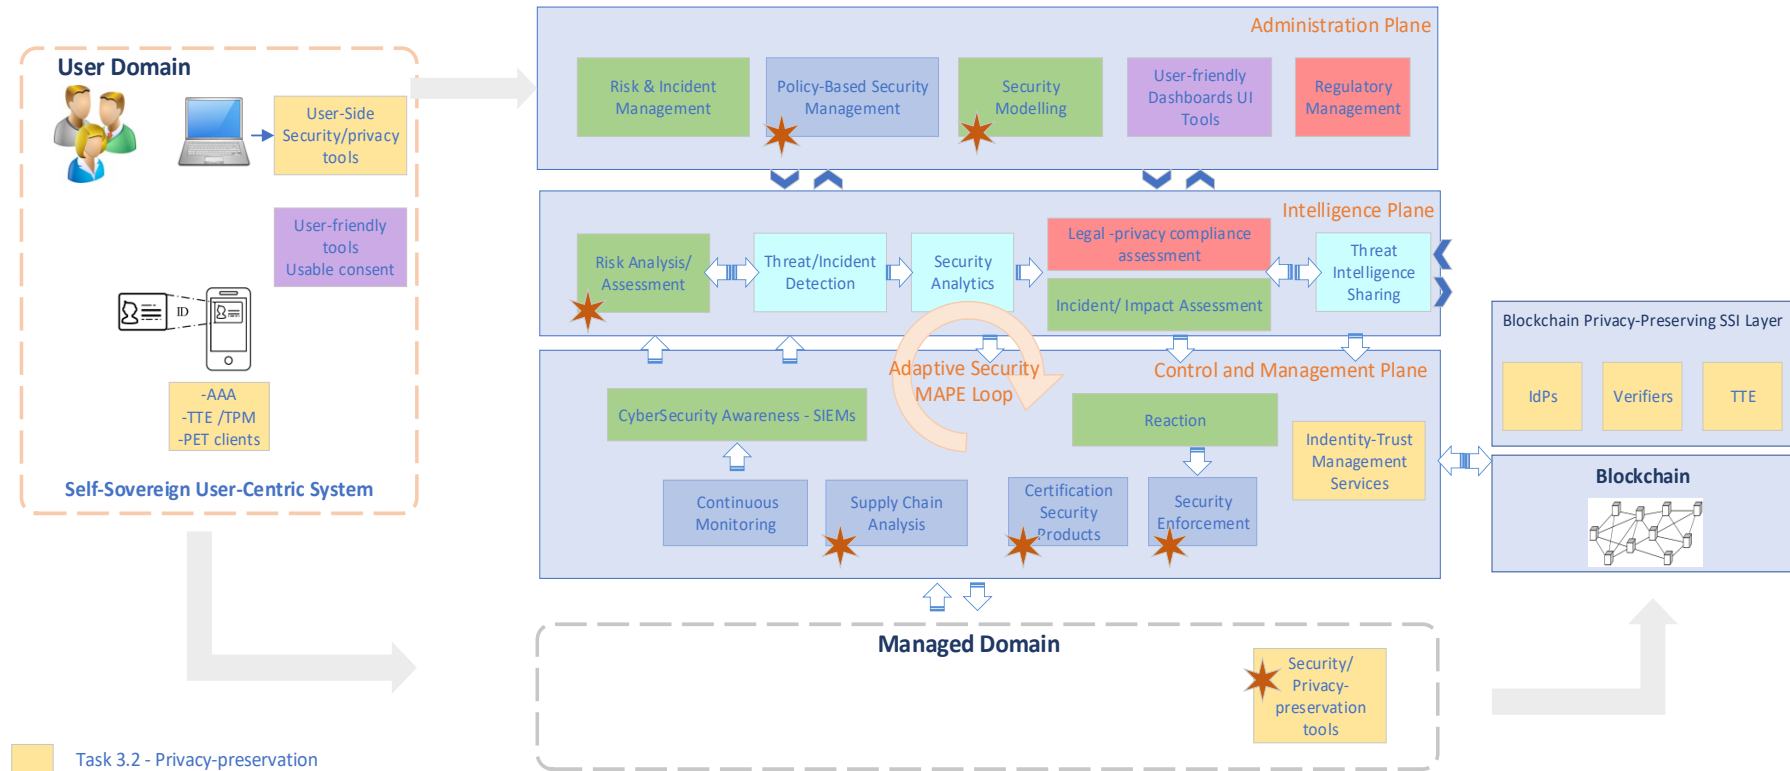 User Domain
User-Side
Security/privacy
tools
User-friendly
tools
Usable consent
ID
-AAA
-TTE /TPM
-PET clients
Self-Sovereign User-Centric System
Administration Plane
Risk & Incident
Management
Policy-Based Security
Management
Security
Modelling
User-friendly
Dashboards UI
Tools
Regulatory
Management
Intelligence Plane
Risk Analysis/
Assessment
Threat/Incident
Detection
Security
Analytics
Legal -privacy compliance
assessment
Incident/ Impact Assessment
Threat
Intelligence
Sharing
Adaptive Security
MAPE Loop
Control and Management Plane
CyberSecurity Awareness - SIEMs
Reaction
Indentity-Trust
Management
Services
Continuous
Monitoring
Supply Chain
Analysis
Certification
Security
Products
Security
Enforcement
Blockchain Privacy-Preserving SSI Layer
IdPs
Verifiers
TTE
Blockchain
Managed Domain
Security/
Privacy-
preservation
tools
Task 3.2 - Privacy-preservation